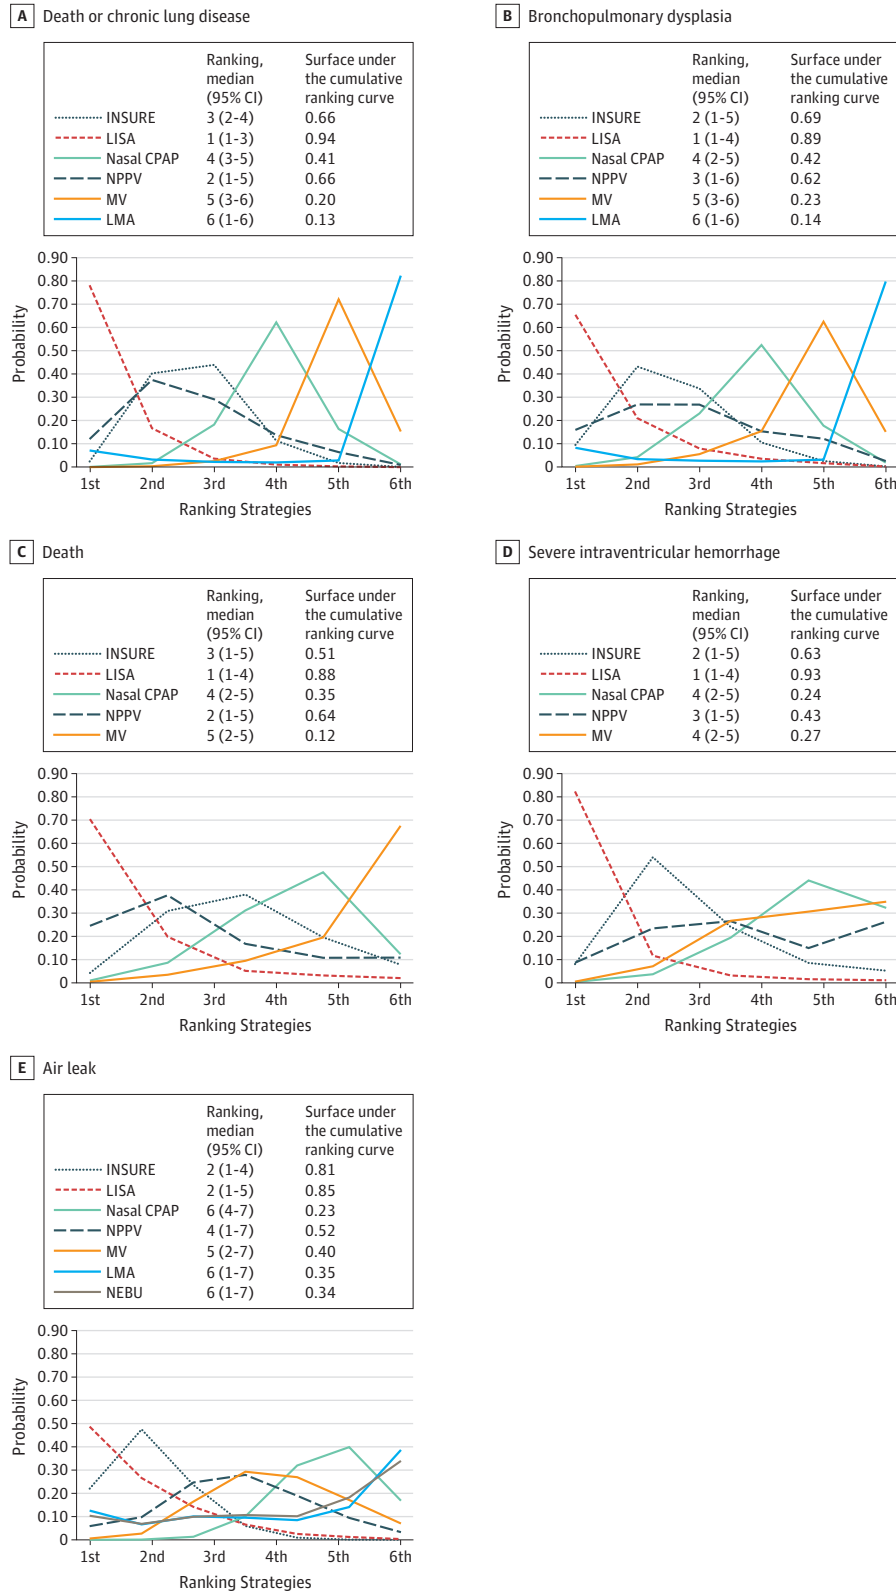 A Death or chronic lung disease
Ranking, median (95% CI) Surface under the cumulative ranking curve
INSURE 3 (2-4) 0.66
LISA 1 (1-3) 0.94
Nasal CPAP 4 (3-5) 0.41
NPPV 2 (1-5) 0.66
MV 5 (3-6) 0.20
LMA 6 (1-6) 0.13
0.90
0.80
0.70
0.60
0.50
0.40
0.30
0.20
0.10
0
Probability
1st 2nd 3rd 4th 5th 6th
Ranking Strategies
B Bronchopulmonary dysplasia
Ranking, median (95% CI) Surface under the cumulative ranking curve
INSURE 2 (1-5) 0.69
LISA 1 (1-4) 0.89
Nasal CPAP 4 (2-5) 0.42
NPPV 3 (1-6) 0.62
MV 5 (3-6) 0.23
LMA 6 (1-6) 0.14
0.90
0.80
0.70
0.60
0.50
0.40
0.30
0.20
0.10
0
Probability
1st 2nd 3rd 4th 5th 6th
Ranking Strategies
C Death
Ranking, median (95% CI) Surface under the cumulative ranking curve
INSURE 3 (1-5) 0.51
LISA 1 (1-4) 0.88
Nasal CPAP 4 (2-5) 0.35
NPPV 2 (1-5) 0.64
MV 5 (2-5) 0.12
0.90
0.80
0.70
0.60
0.50
0.40
0.30
0.20
0.10
0
Probability
1st 2nd 3rd 4th 5th 6th
Ranking Strategies
D Severe intraventricular hemorrhage
Ranking, median (95% CI) Surface under the cumulative ranking curve
INSURE 2 (1-5) 0.63
LISA 1 (1-4) 0.93
Nasal CPAP 4 (2-5) 0.24
NPPV 3 (1-5) 0.43
MV 4 (2-5) 0.27
0.90
0.80
0.70
0.60
0.50
0.40
0.30
0.20
0.10
0
Probability
1st 2nd 3rd 4th 5th 6th
Ranking Strategies
E Air leak
Ranking, median (95% CI) Surface under the cumulative ranking curve
INSURE 2 (1-4) 0.81
LISA 2 (1-5) 0.85
Nasal CPAP 6 (4-7) 0.23
NPPV 4 (1-7) 0.52
MV 5 (2-7) 0.40
LMA 6 (1-7) 0.35
NEBU 6 (1-7) 0.34
0.90
0.80
0.70
0.60
0.50
0.40
0.30
0.20
0.10
0
Probability
1st 2nd 3rd 4th 5th 6th
Ranking Strategies